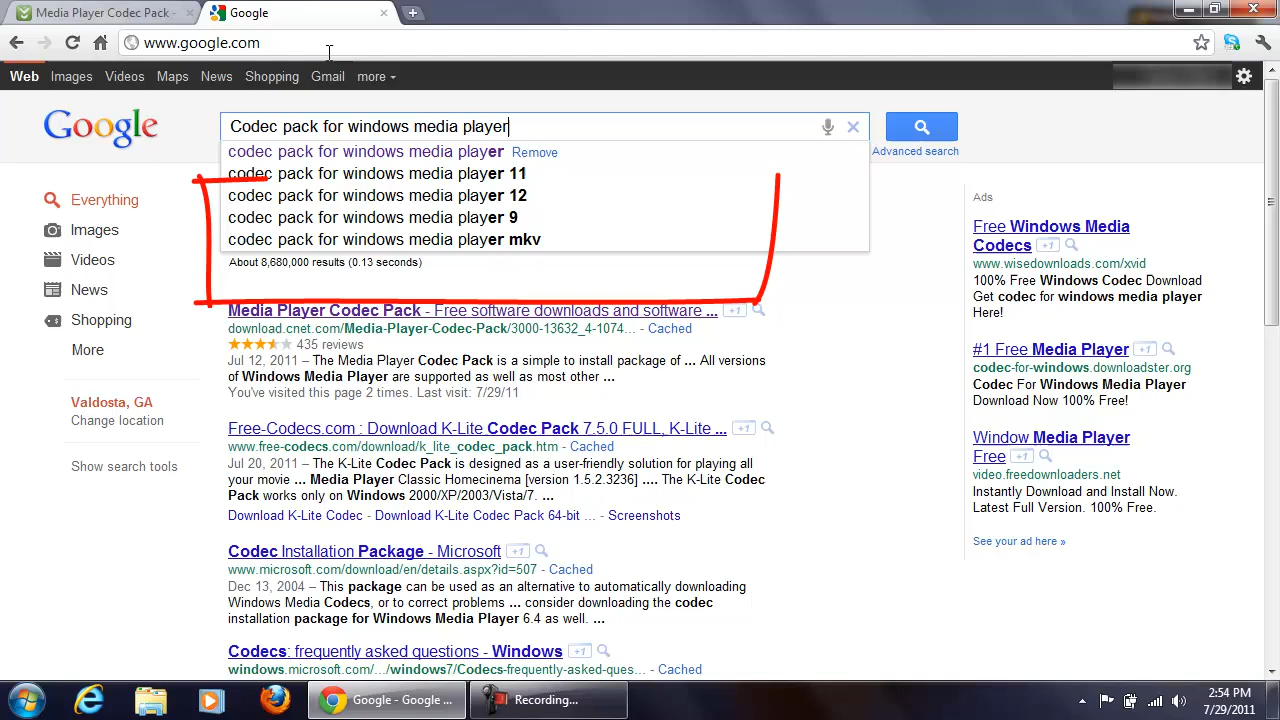 Media Player Codec Pack -
Google
www.google.com
Web Images Videos Maps News Shopping Gmail more
Google
Codec pack for windows media player
Advanced search
codec pack for windows media player Remove
codec pack for windows media player 11
codec pack for windows media player 12
codec pack for windows media player 9
codec pack for windows media player mkv
About 8,680,000 results (0.13 seconds)
Everything
Images
Videos
News
Shopping
More
Valdosta, GA
Change location
Show search tools
Media Player Codec Pack - Free software downloads and software ... +1
download.cnet.com/Media-Player-Codec-Pack/3000-13632_4-1074... - Cached
435 reviews
Jul 12, 2011 – The Media Player Codec Pack is a simple to install package of ... All versions
of Windows Media Player are supported as well as most other ...
You've visited this page 2 times. Last visit: 7/29/11
Free-Codecs.com : Download K-Lite Codec Pack 7.5.0 FULL, K-Lite ... +1
www.free-codecs.com/download/k_lite_codec_pack.htm - Cached
Jul 20, 2011 – The K-Lite Codec Pack is designed as a user-friendly solution for playing all
your movie ... Media Player Classic Homecinema [version 1.5.2.3236] .... The K-Lite Codec
Pack works only on Windows 2000/XP/2003/Vista/7. ...
Download K-Lite Codec - Download K-Lite Codec Pack 64-bit ... - Screenshots
Codec Installation Package - Microsoft +1
www.microsoft.com/download/en/details.aspx?id=507 - Cached
Dec 13, 2004 – This package can be used as an alternative to automatically downloading
Windows Media Codecs, or to correct problems ... consider downloading the codec
installation package for Windows Media Player 6.4 as well. ...
Codecs: frequently asked questions - Windows +1
windows.microsoft.com/.../windows7/Codecs-frequently-asked-ques... - Cached
Ads
Free Windows Media
Codecs +1
www.wisedownloads.com/xvid
100% Free Windows Codec Download
Get codec for windows media player
Here!
#1 Free Media Player +1
codec-for-windows.downloadster.org
Codec For Windows Media Player
Download Now 100% Free!
Window Media Player
Free +1
video.freedownloaders.net
Instantly Download and Install Now.
Latest Full Version. 100% Free.
See your ad here »
Google - Google ...
Recording...
2:54 PM
7/29/2011